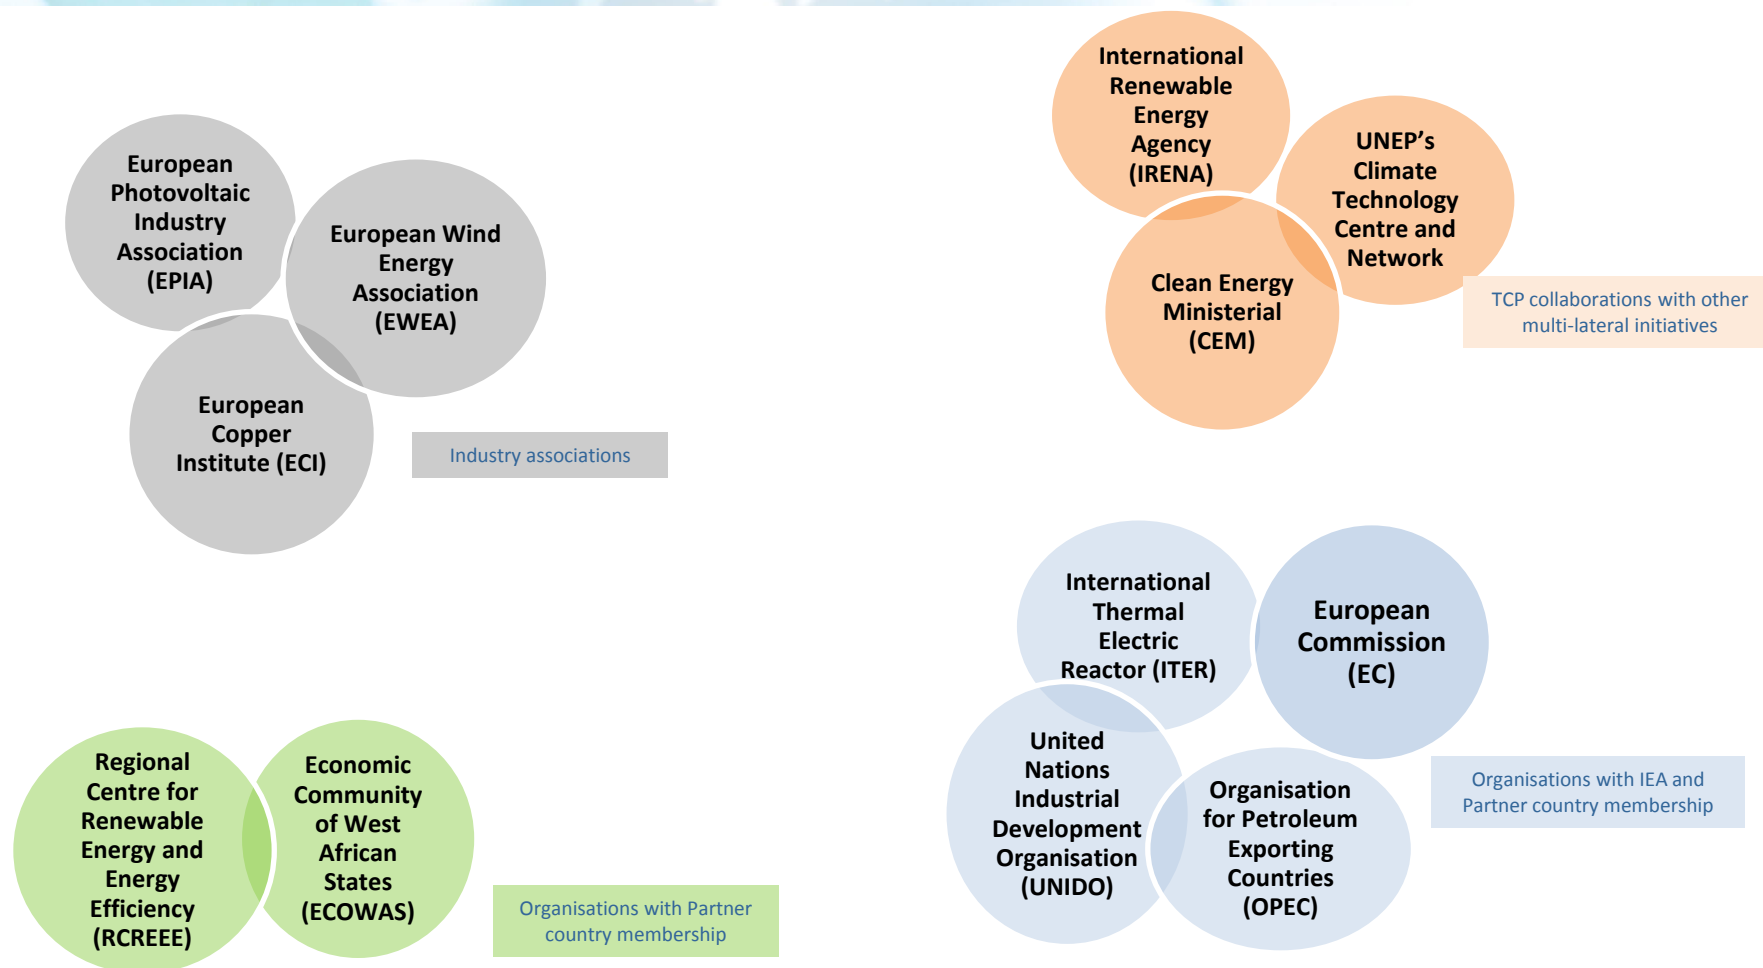 European
Photovoltaic
Industry
Association
(EPIA)
European Wind
Energy
Association
(EWEA)
European
Copper
Institute (ECI)
Industry associations
International
Renewable
Energy
Agency
(IRENA)
UNEP’s
Climate
Technology
Centre and
Network
Clean Energy
Ministerial
(CEM)
TCP collaborations with other
multi-lateral initiatives
Regional
Centre for
Renewable
Energy and
Energy
Efficiency
(RCREEE)
Economic
Community
of West
African
States
(ECOWAS)
Organisations with Partner
country membership
International
Thermal
Electric
Reactor (ITER)
European
Commission
(EC)
United
Nations
Industrial
Development
Organisation
(UNIDO)
Organisation
for Petroleum
Exporting
Countries
(OPEC)
Organisations with IEA and
Partner country membership